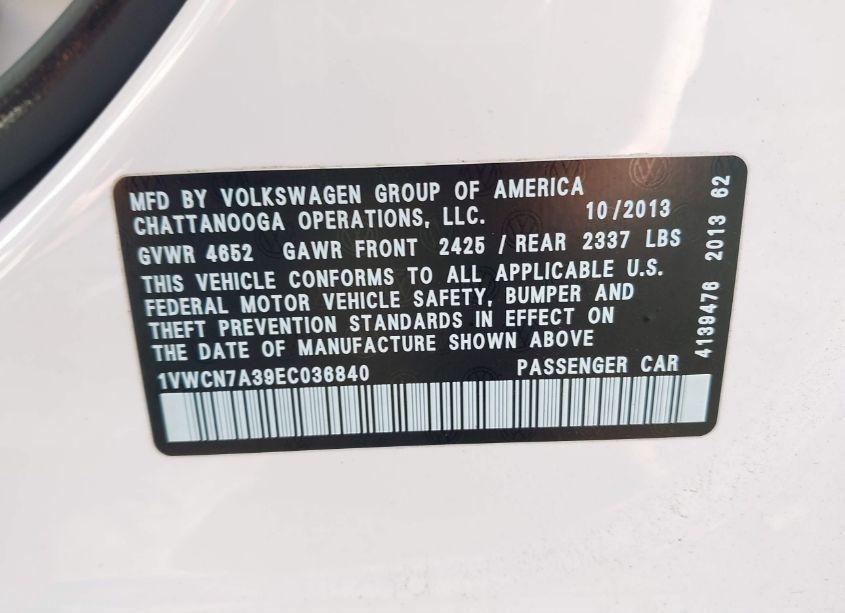 MFD BY VOLKSWAGEN GROUP OF AMERICA
CHATTANOOGA OPERATIONS, LLC. 10/2013
GVWR 4652 GAWR FRONT 2425 / REAR 2337 LBS
THIS VEHICLE CONFORMS TO ALL APPLICABLE U.S.
FEDERAL MOTOR VEHICLE SAFETY, BUMPER AND
THEFT PREVENTION STANDARDS IN EFFECT ON
THE DATE OF MANUFACTURE SHOWN ABOVE
1VWCN7A39EC036840 PASSENGER CAR
4139476 2013 62